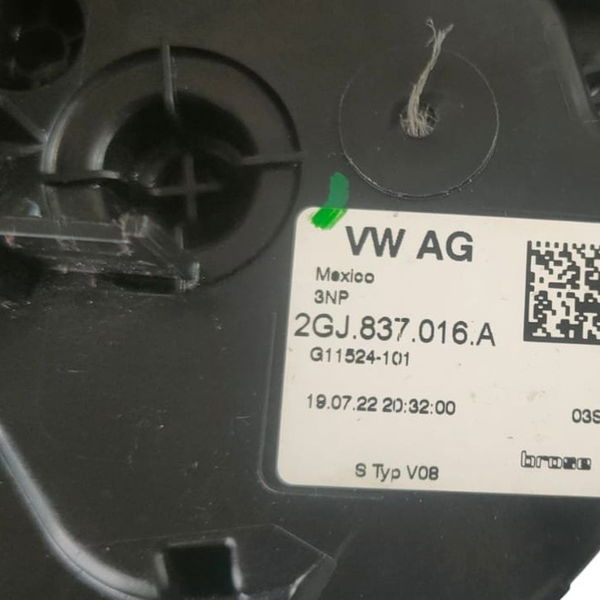 VW AG
Mexico
3NP
2GJ.837.016.A
G11524-101
19.07.22 20:32:00
03S
S Typ V08
brose